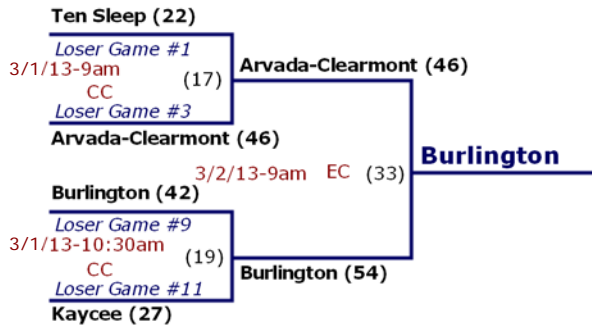 Ten Sleep (22)
Loser Game #1
3/1/13-9am
CC
(17)
Loser Game #3
Arvada-Clearmont (46)
Arvada-Clearmont (46)
3/2/13-9am EC (33)
Burlington
Burlington (42)
Loser Game #9
3/1/13-10:30am
CC
(19)
Loser Game #11
Kaycee (27)
Burlington (54)